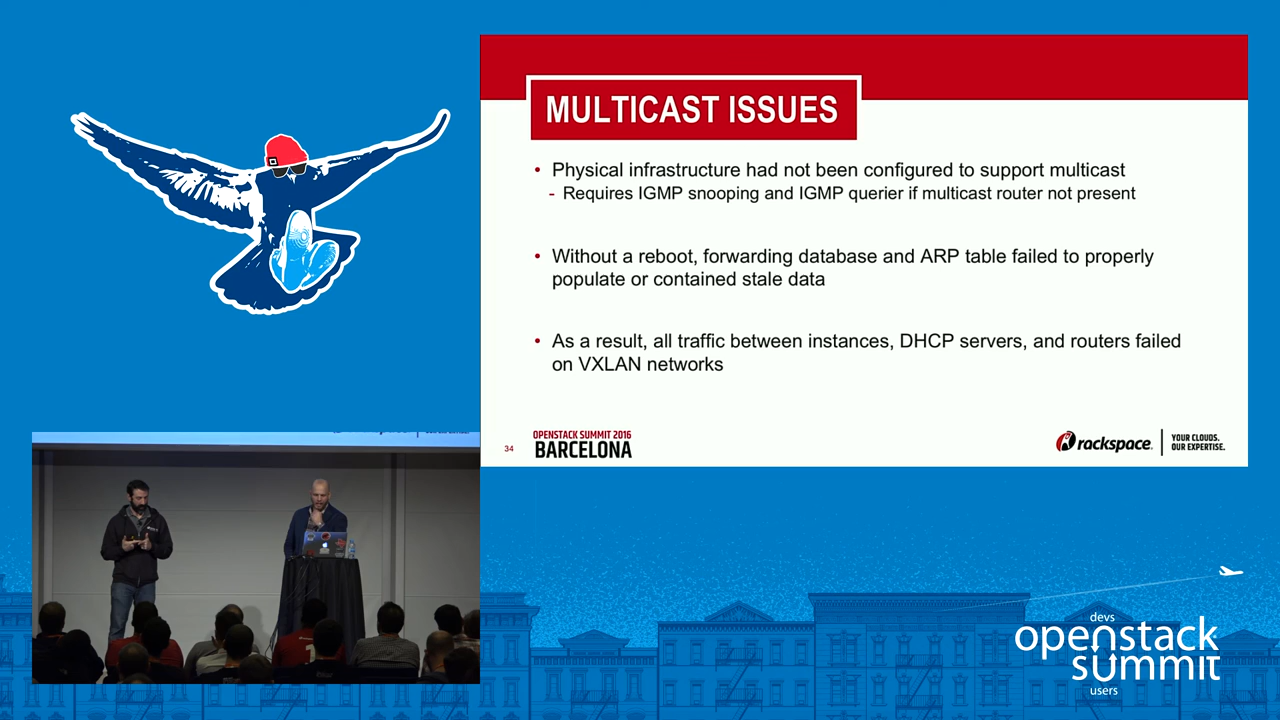 MULTICAST ISSUES
• Physical infrastructure had not been configured to support multicast
- Requires IGMP snooping and IGMP querier if multicast router not present
• Without a reboot, forwarding database and ARP table failed to properly
populate or contained stale data
• As a result, all traffic between instances, DHCP servers, and routers failed
on VXLAN networks
34
OPENSTACK SUMMIT 2016
BARCELONA
rackspace.
YOUR CLOUDS.
OUR EXPERTISE.
devs
openstack
summit
users